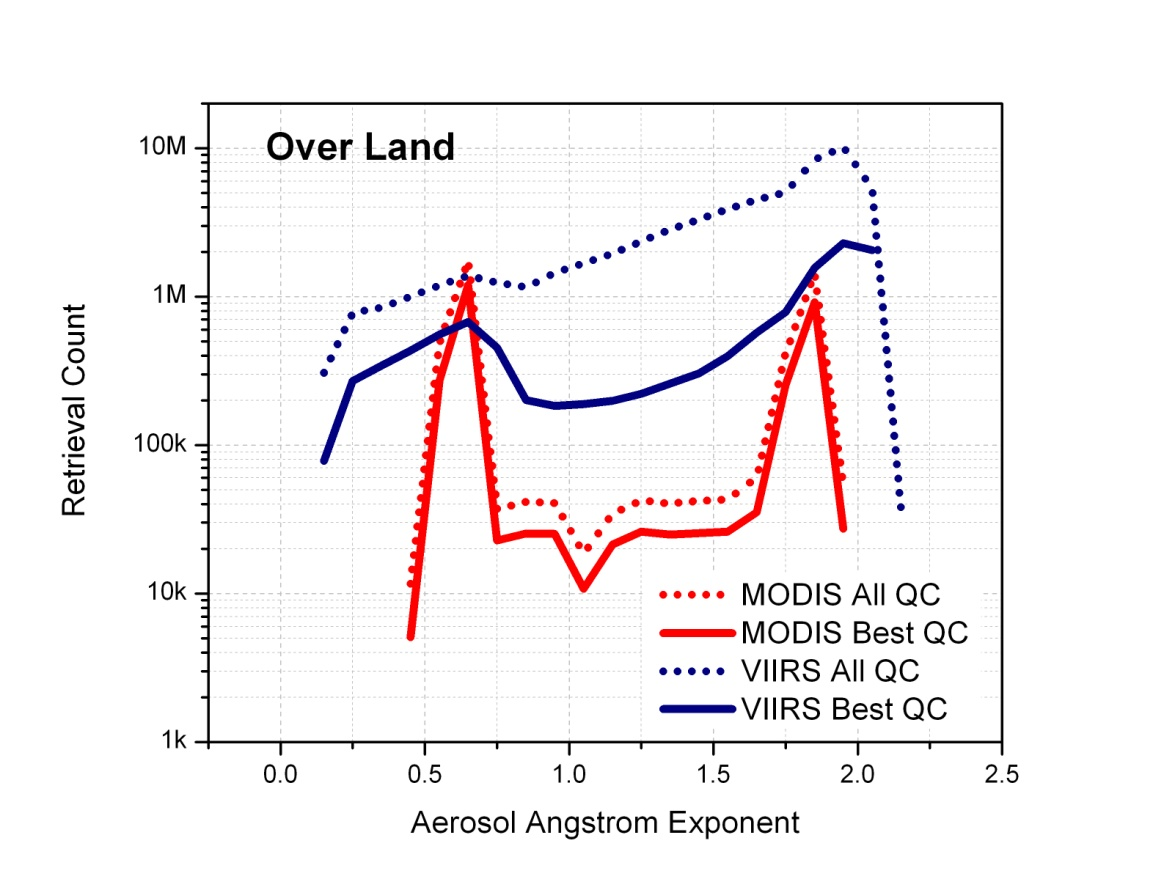 Over Land
10M
1M
100k
10k
1k
Retrieval Count
MODIS All QC
MODIS Best QC
VIIRS All QC
VIIRS Best QC
0.0 0.5 1.0 1.5 2.0 2.5
Aerosol Angstrom Exponent